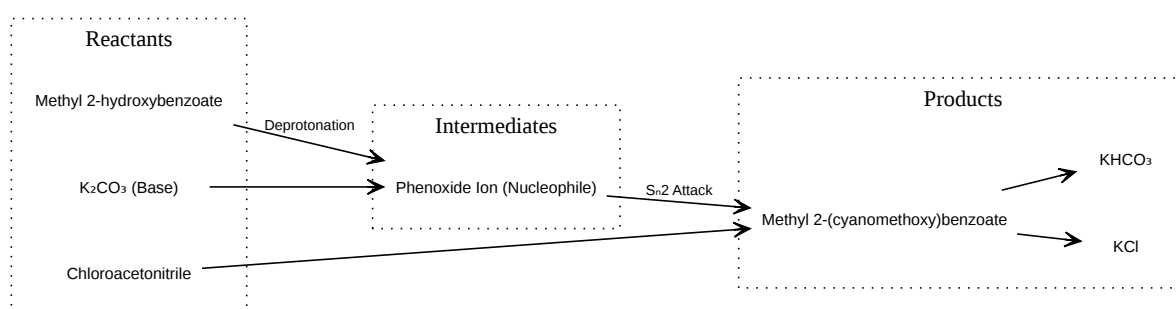 Reactants
Methyl 2-hydroxybenzoate
Deprotonation
K₂CO₃ (Base)
Chloroacetonitrile
Intermediates
Phenoxide Ion (Nucleophile)
Sₙ2 Attack
Products
Methyl 2-(cyanomethoxy)benzoate
KHCO₃
KCl